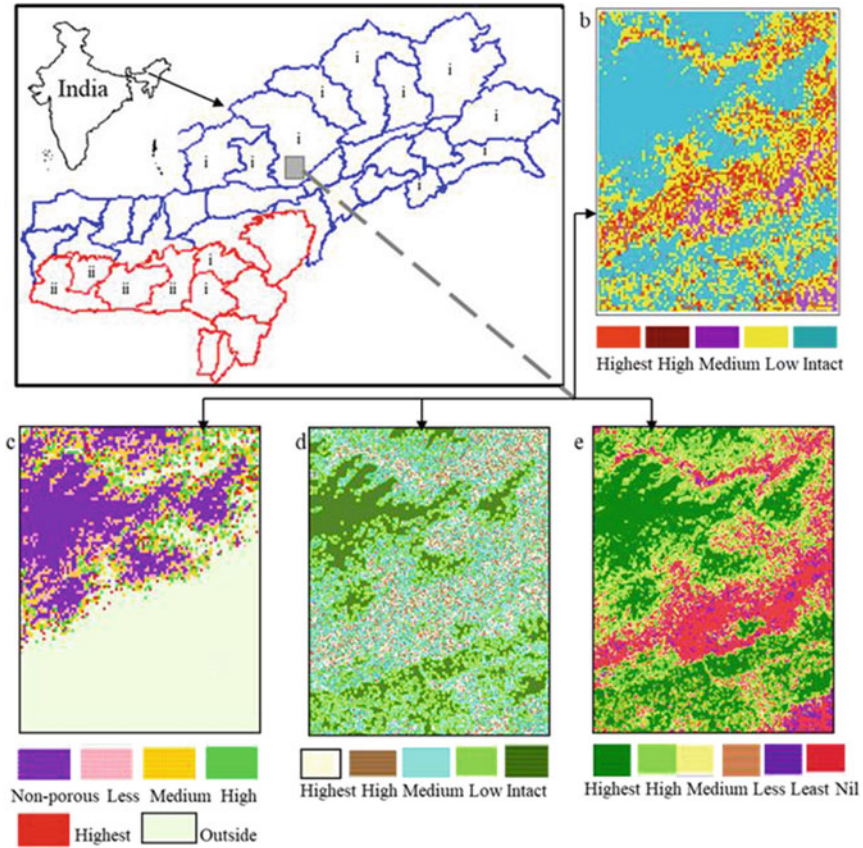 b
India
i
i
i
i
i
i
i
i
i
i
i
ii
i
ii
ii
ii
i
Highest High Medium Low Intact
c
d
e
Non-porous Less Medium High
Highest
Outside
Highest High Medium Low Intact
Highest High Medium Less Least Nil